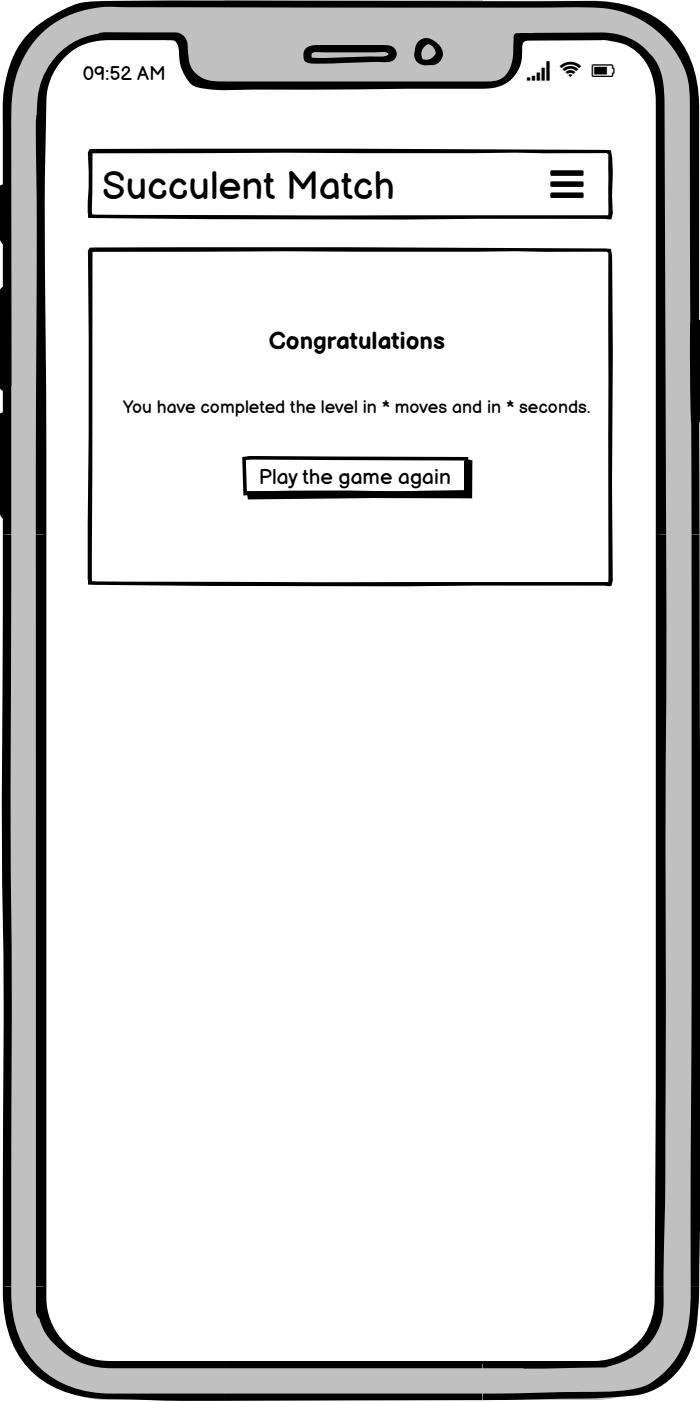 09:52 AM
Succulent Match
Congratulations
You have completed the level in * moves and in * seconds.
Play the game again